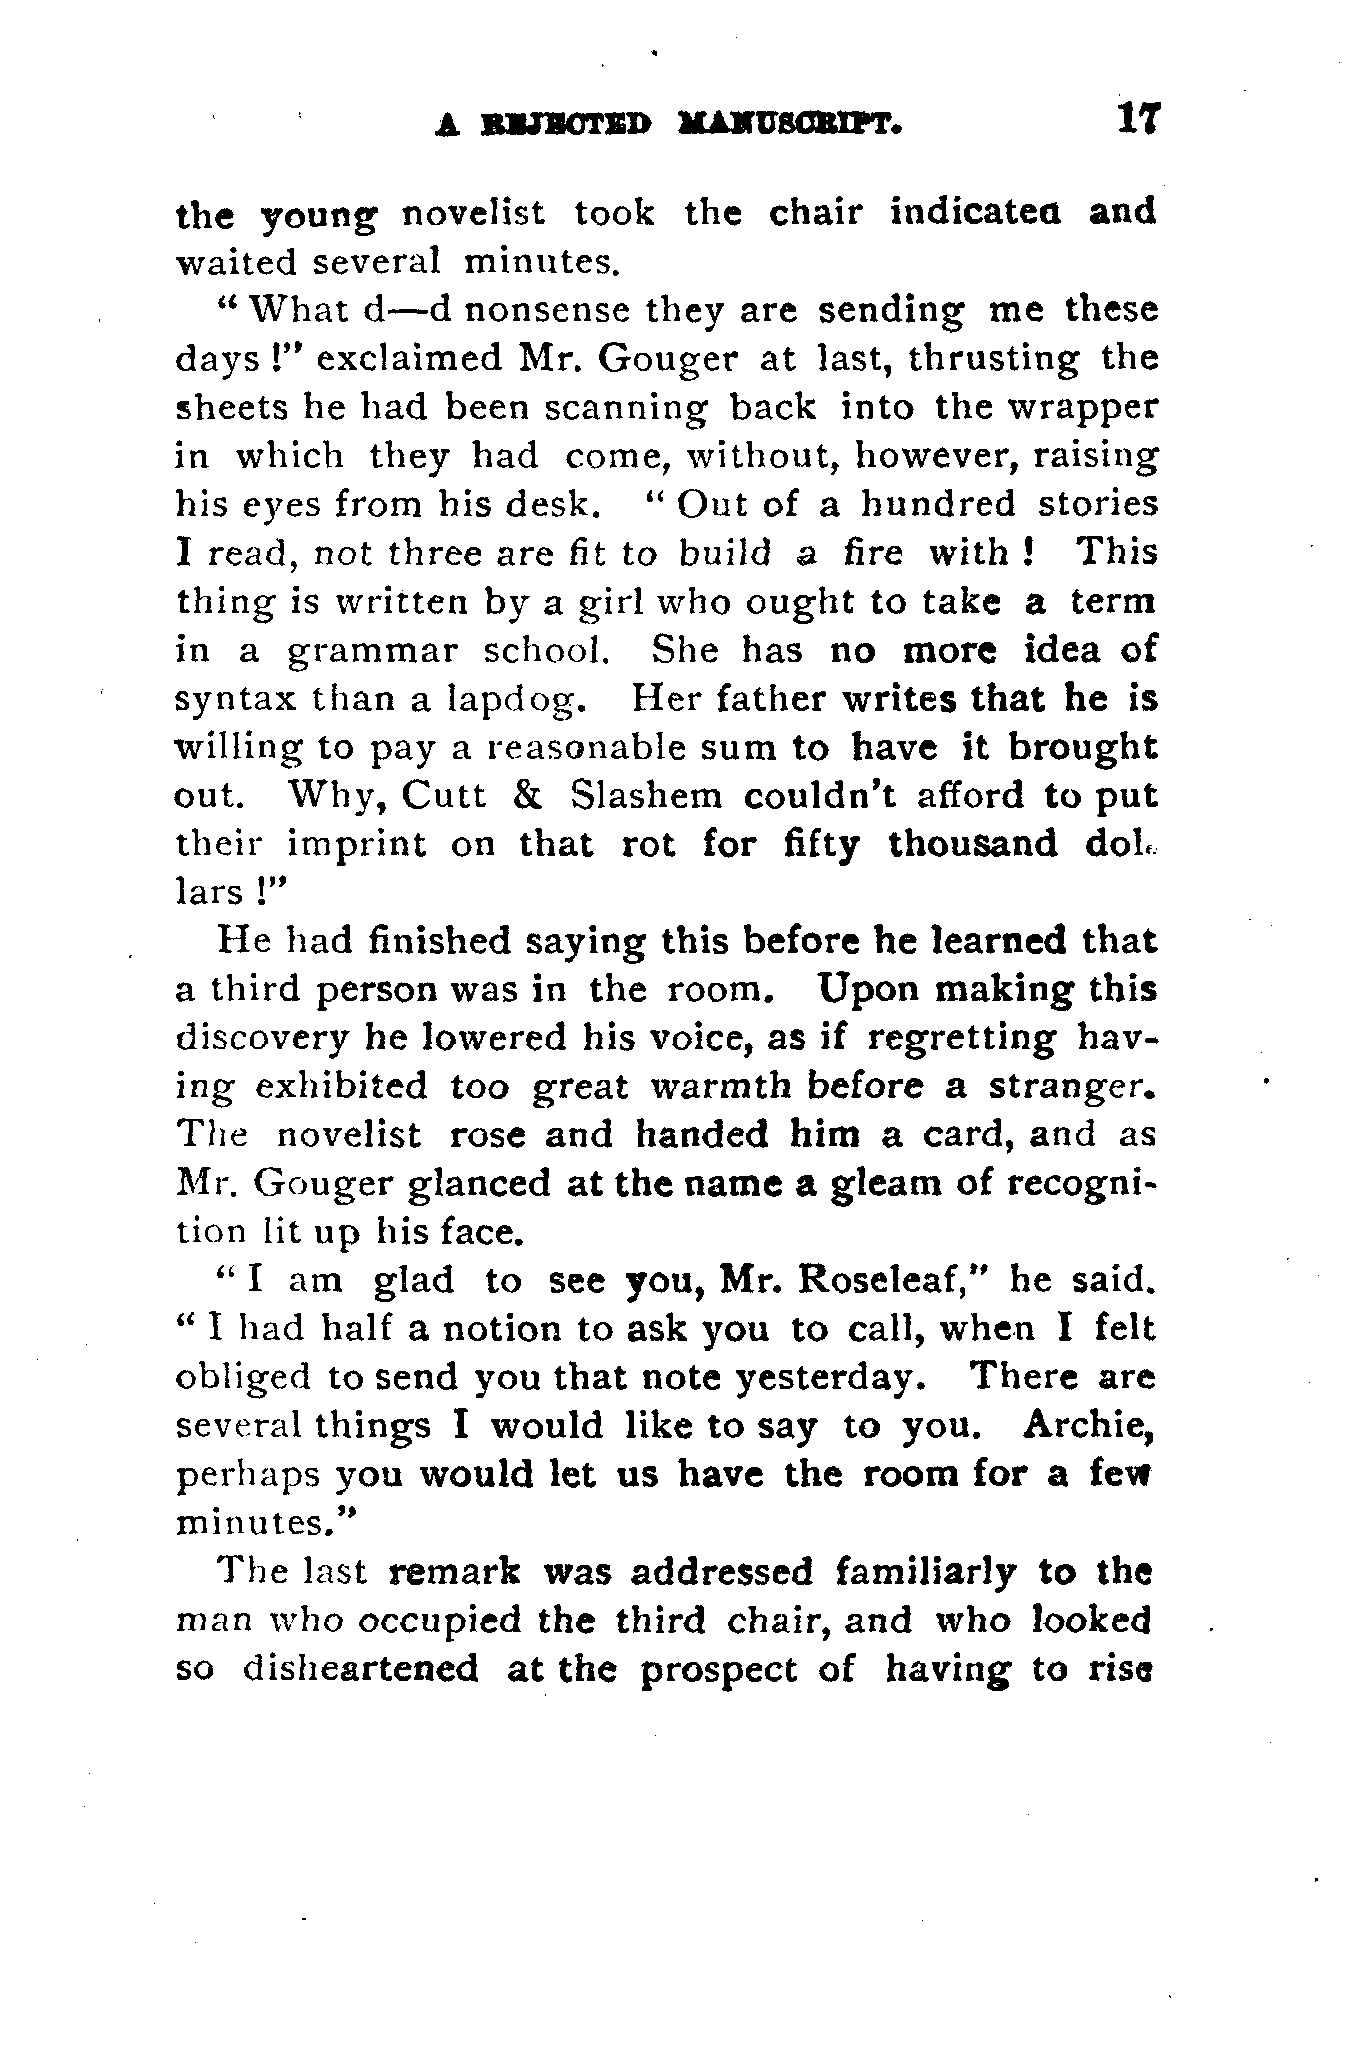 A REJECTED MANUSCRIPT. 17
the young novelist took the chair indicated and
waited several minutes.
“ What d—d nonsense they are sending me these
days !” exclaimed Mr. Gouger at last, thrusting the
sheets he had been scanning back into the wrapper
in which they had come, without, however, raising
his eyes from his desk. “ Out of a hundred stories
I read, not three are fit to build a fire with ! This
thing is written by a girl who ought to take a term
in a grammar school. She has no more idea of
syntax than a lapdog. Her father writes that he is
willing to pay a reasonable sum to have it brought
out. Why, Cutt & Slashem couldn't afford to put
their imprint on that rot for fifty thousand dol-
lars !”
He had finished saying this before he learned that
a third person was in the room. Upon making this
discovery he lowered his voice, as if regretting hav-
ing exhibited too great warmth before a stranger.
The novelist rose and handed him a card, and as
Mr. Gouger glanced at the name a gleam of recogni-
tion lit up his face.
“ I am glad to see you, Mr. Roseleaf,” he said.
“ I had half a notion to ask you to call, when I felt
obliged to send you that note yesterday. There are
several things I would like to say to you. Archie,
perhaps you would let us have the room for a few
minutes.”
The last remark was addressed familiarly to the
man who occupied the third chair, and who looked
so disheartened at the prospect of having to rise